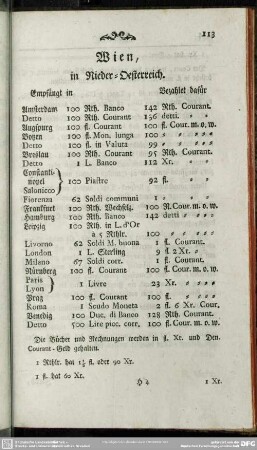 113
Wien,
in Nieder-Oesterreich.
Empfängt in Bezahlt dafür
Amsterdam 100 Rth. Banco 142 Rth. Courant.
Detto 100 Rth. Courant 136 detti. „ „
Augspurg 100 fl. Courant 100 fl. Cour. m. o. w.
Bozen 100 fl. Mon. lunga 100 „ „ „ „
Detto 100 fl. in Valuta 99 „ „ „ „
Breslau 100 Rth. Courant 95 Rth. Courant.
Detto 1 L. Banco 112 Xr. „ „
Constanti-
nopel 100 Piastre 92 fl. „ „
Salonicco
Fiorenza 62 Soldi communi 1 „ „ „
Frankfurt 100 Rth. Wechslz. 100 R.Cour. m. o. w.
Hamburg 100 Rth. Banco 142 detti „ „
Leipzig 100 Rth. in L.d'Or
a 5 Rthlr. 100 „ „ „
Livorno 62 Soldi M. buona 1 fl. Courant.
London 1 L. Sterling 9 fl. 2 Xr. „
Milano 67 Soldi corr. 1 fl. Courant.
Nürnberg 100 fl. Courant 100 fl. Cour. m. o. w.
Paris
Lyon 1 Livre 23 Xr. „ „ „
Prag 100 fl. Courant 100 fl. „ „ „
Roma 1 Scudo Moneta 2 fl. 6 Xr. Cour.
Venedig 100 Duc. di Banco 128 Rth. Courant.
Detto 500 Lire picc. corr. 100 fl. Cour. m. o. w.
Die Bücher und Rechnungen werden in fl. Xr. und Den.
Courant-Geld gehalten.
1 Rthlr. hat 1½ fl. oder 90 Xr.
1 fl. hat 60 Xr.
H 4 1 Xr.